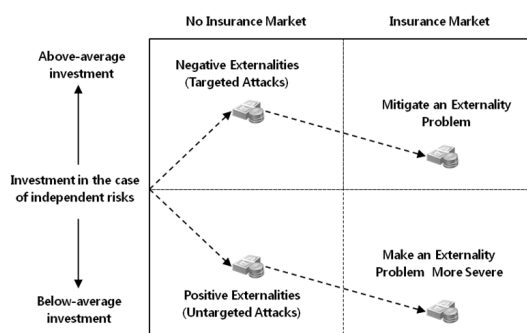 No Insurance Market
Insurance Market
Above-average
investment
Negative Externalities
(Targeted Attacks)
Mitigate an Externality
Problem
Investment in the case
of independent risks
Make an Externality
Problem More Severe
Positive Externalities
(Untargeted Attacks)
Below-average
investment